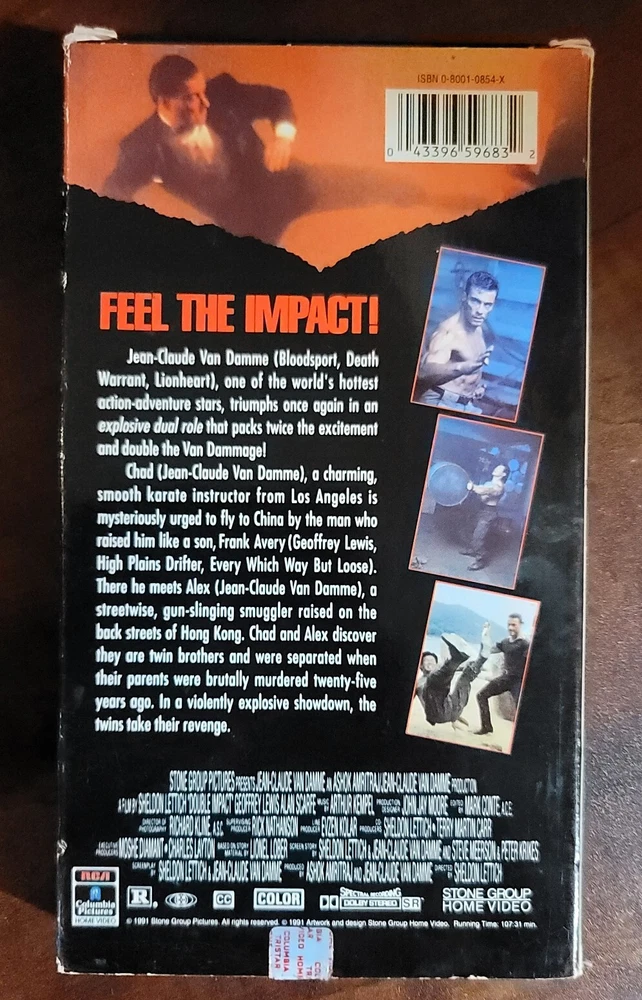 ISBN 0-8001-0854-X
0 43396 59683 2
FEEL THE IMPACT!
Jean-Claude Van Damme (Bloodsport, Death
Warrant, Lionheart), one of the world's hottest
action-adventure stars, triumphs once again in an
explosive dual role that packs twice the excitement
and double the Van Dammage!
Chad (Jean-Claude Van Damme), a charming,
smooth karate instructor from Los Angeles is
mysteriously urged to fly to China by the man who
raised him like a son, Frank Avery (Geoffrey Lewis,
High Plains Drifter, Every Which Way But Loose).
There he meets Alex (Jean-Claude Van Damme), a
streetwise, gun-slinging smuggler raised on the
back streets of Hong Kong. Chad and Alex discover
they are twin brothers and were separated when
their parents were brutally murdered twenty-five
years ago. In a violently explosive showdown, the
twins take their revenge.
STONE GROUP PICTURES PRESENTS JEAN-CLAUDE VAN DAMME AN ASHOK AMRITRAJ/JEAN-CLAUDE VAN DAMME PRODUCTION
A FILM BY SHELDON LETTICH "DOUBLE IMPACT" GEOFFREY LEWIS ALAN SCARFE MUSIC ARTHUR KEMPEL PRODUCTION DESIGNER JOHN JAY MOORE EDITED BY MARK CONTE, A.C.E.
DIRECTOR OF PHOTOGRAPHY RICHARD KLINE, A.S.C. SUPERVISING PRODUCER RICK NATHANSON LINE PRODUCER EVZEN KOLAR CO-PRODUCERS SHELDON LETTICH & TERRY MARTIN CARR
EXECUTIVE PRODUCERS MOSHE DIAMANT & CHARLES LAYTON BASED ON STORY MATERIAL BY LIONEL LOBER SCREEN STORY BY SHELDON LETTICH & JEAN-CLAUDE VAN DAMME AND STEVE MEERSON & PETER KRIKES
SCREENPLAY BY SHELDON LETTICH & JEAN-CLAUDE VAN DAMME PRODUCED BY ASHOK AMRITRAJ AND JEAN-CLAUDE VAN DAMME DIRECTED BY SHELDON LETTICH
RCA
Columbia
Pictures
HOME VIDEO
R.
CC
COLOR
SPECTRAL RECORDING
DOLBY STEREO SR
STONE GROUP
HOME VIDEO
© 1991 Stone Group Pictures. All rights reserved. © 1991 Artwork and design Stone Group Home Video. Running Time: 107:31 min.
COLUMBIA
TRISTAR
VIDEO HOME